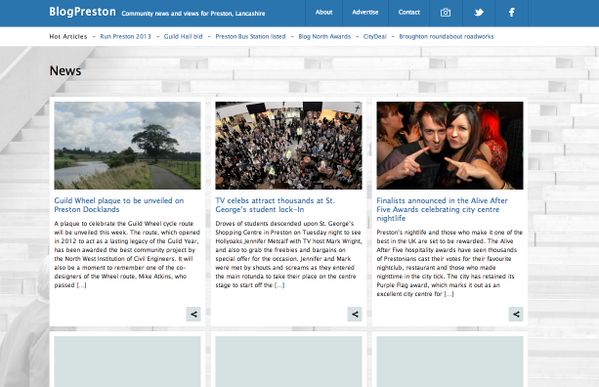 BlogPreston Community news and views for Preston, Lancashire About Advertise Contact
Hot Articles – Run Preston 2013 – Guild Hall bid – Preston Bus Station listed – Blog North Awards – CityDeal – Broughton roundabout roadworks
News
Guild Wheel plaque to be unveiled on
Preston Docklands
A plaque to celebrate the Guild Wheel cycle route
will be unveiled this week. The route, which opened
in 2012 to act as a lasting legacy of the Guild Year,
has been awarded the best community project by
the North West Institution of Civil Engineers. It will
also be a moment to remember one of the co-
designers of the Wheel route, Mike Atkins, who
passed [...]
TV celebs attract thousands at St.
George's student lock-in
Droves of students descended upon St. George's
Shopping Centre in Preston on Tuesday night to see
Hollyoaks Jennifer Metcalf with TV host Mark Wright,
and also to grab the freebies and bargains on
special offer for the occasion. Jennifer and Mark
were met by shouts and screams as they entered
the main rotunda to take their place on the centre
stage to start off the [...]
Finalists announced in the Alive After
Five Awards celebrating city centre
nightlife
Preston's nightlife and those who make it one of the
best in the UK are set to be rewarded. The Alive
After Five hospitality awards have seen thousands
of Prestonians cast their votes for their favourite
nightclub, restaurant and those who made
nighttime in the city tick. The city has retained its
Purple Flag award, which marks it out as an
excellent city centre for [...]